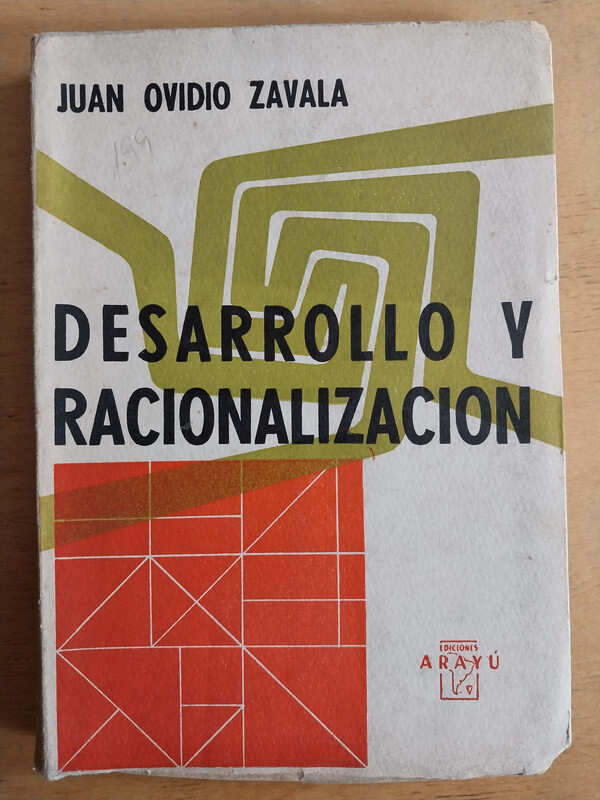 JUAN OVIDIO ZAVALA
DESARROLLO Y
RACIONALIZACION
EDICIONES
ARAYÚ